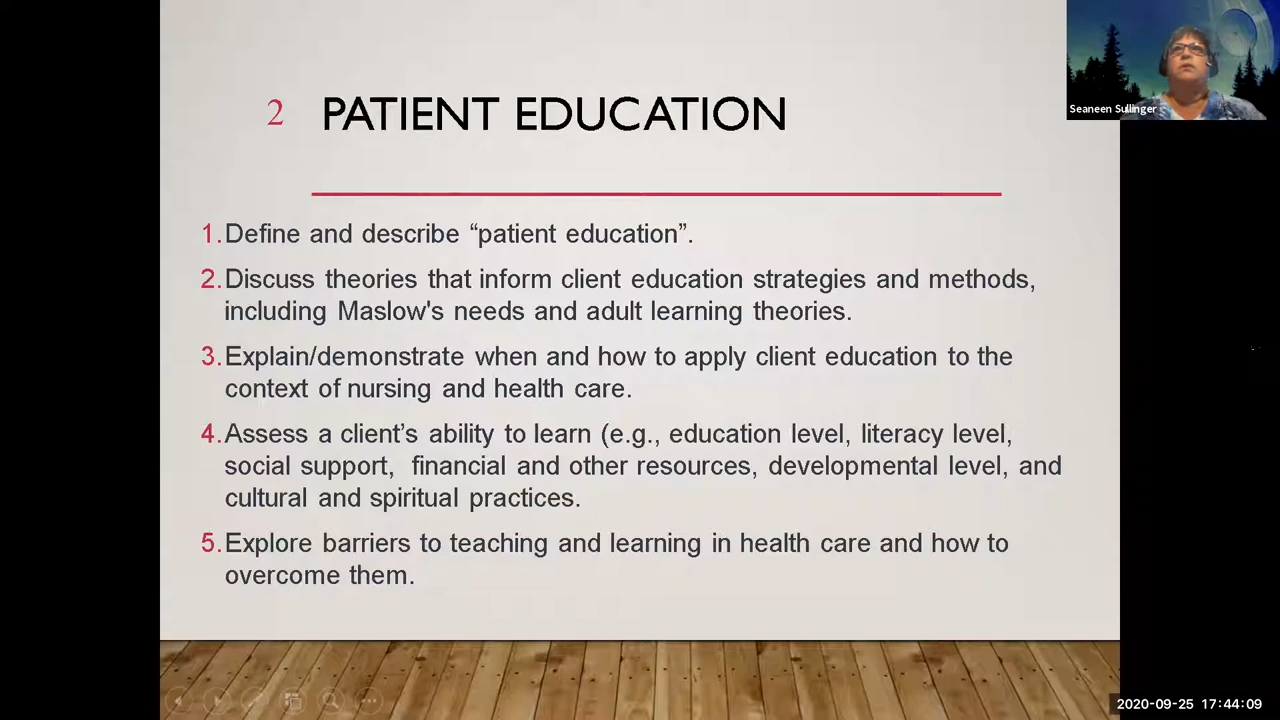 Seaneen Sullinger
2 PATIENT EDUCATION
1. Define and describe “patient education”.
2. Discuss theories that inform client education strategies and methods,
including Maslow's needs and adult learning theories.
3. Explain/demonstrate when and how to apply client education to the
context of nursing and health care.
4. Assess a client’s ability to learn (e.g., education level, literacy level,
social support, financial and other resources, developmental level, and
cultural and spiritual practices.
5. Explore barriers to teaching and learning in health care and how to
overcome them.
2020-09-25 17:44:09